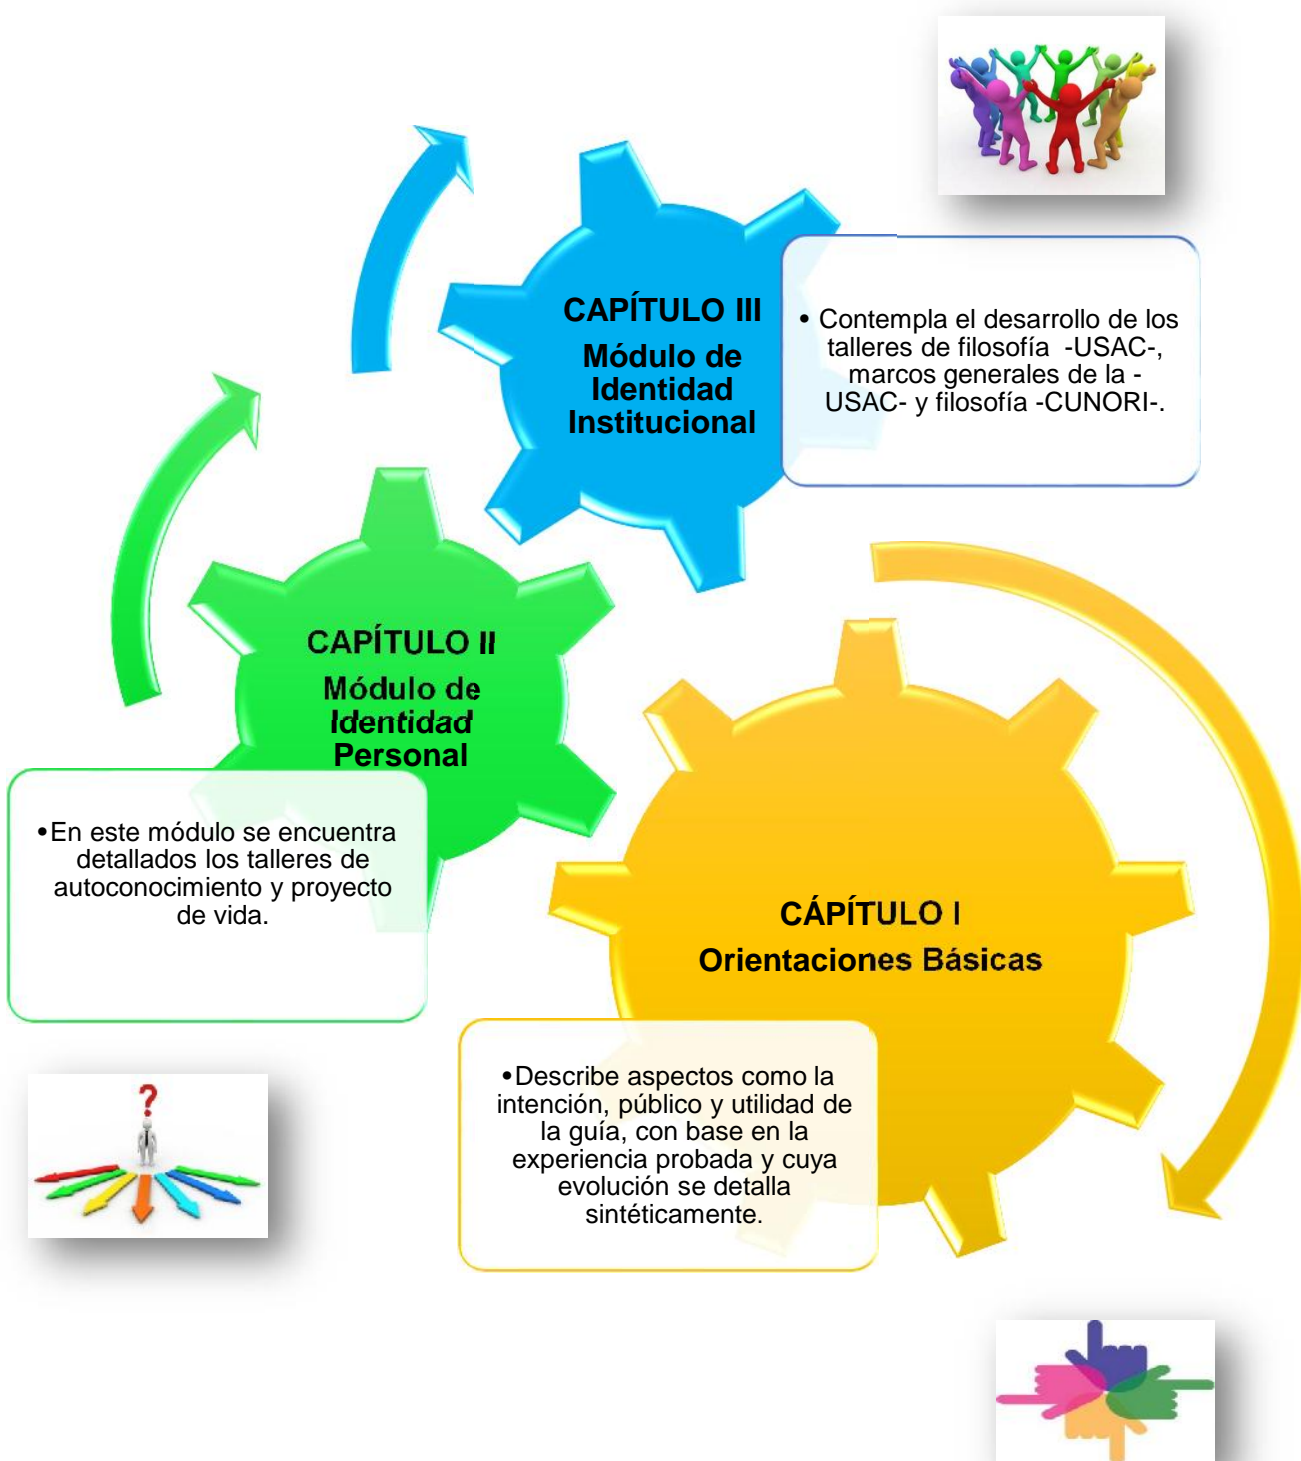 CAPÍTULO III
Módulo de
Identidad
Institucional
• Contempla el desarrollo de los
talleres de filosofía -USAC-,
marcos generales de la -
USAC- y filosofía -CUNORI-.
CAPÍTULO II
Módulo de
Identidad
Personal
•En este módulo se encuentra
detallados los talleres de
autoconocimiento y proyecto
de vida.
CÁPÍTULO I
Orientaciones Básicas
•Describe aspectos como la
intención, público y utilidad de
la guía, con base en la
experiencia probada y cuya
evolución se detalla
sintéticamente.
?